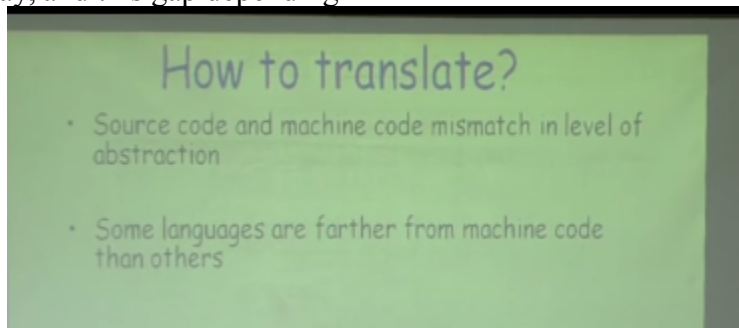 How to translate?
• Source code and machine code mismatch in level of
abstraction
• Some languages are farther from machine code
than others